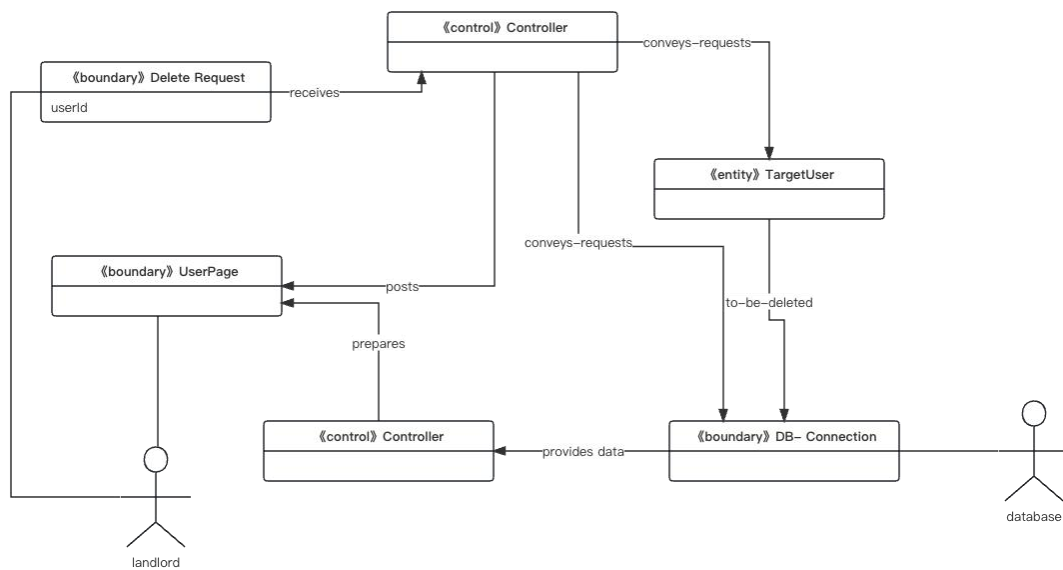 《control》Controller
conveys-requests
《boundary》Delete Request
userId
receives
《entity》TargetUser
conveys-requests
《boundary》UserPage
posts
to-be-deleted
prepares
《control》Controller
provides data
《boundary》DB- Connection
database
landlord